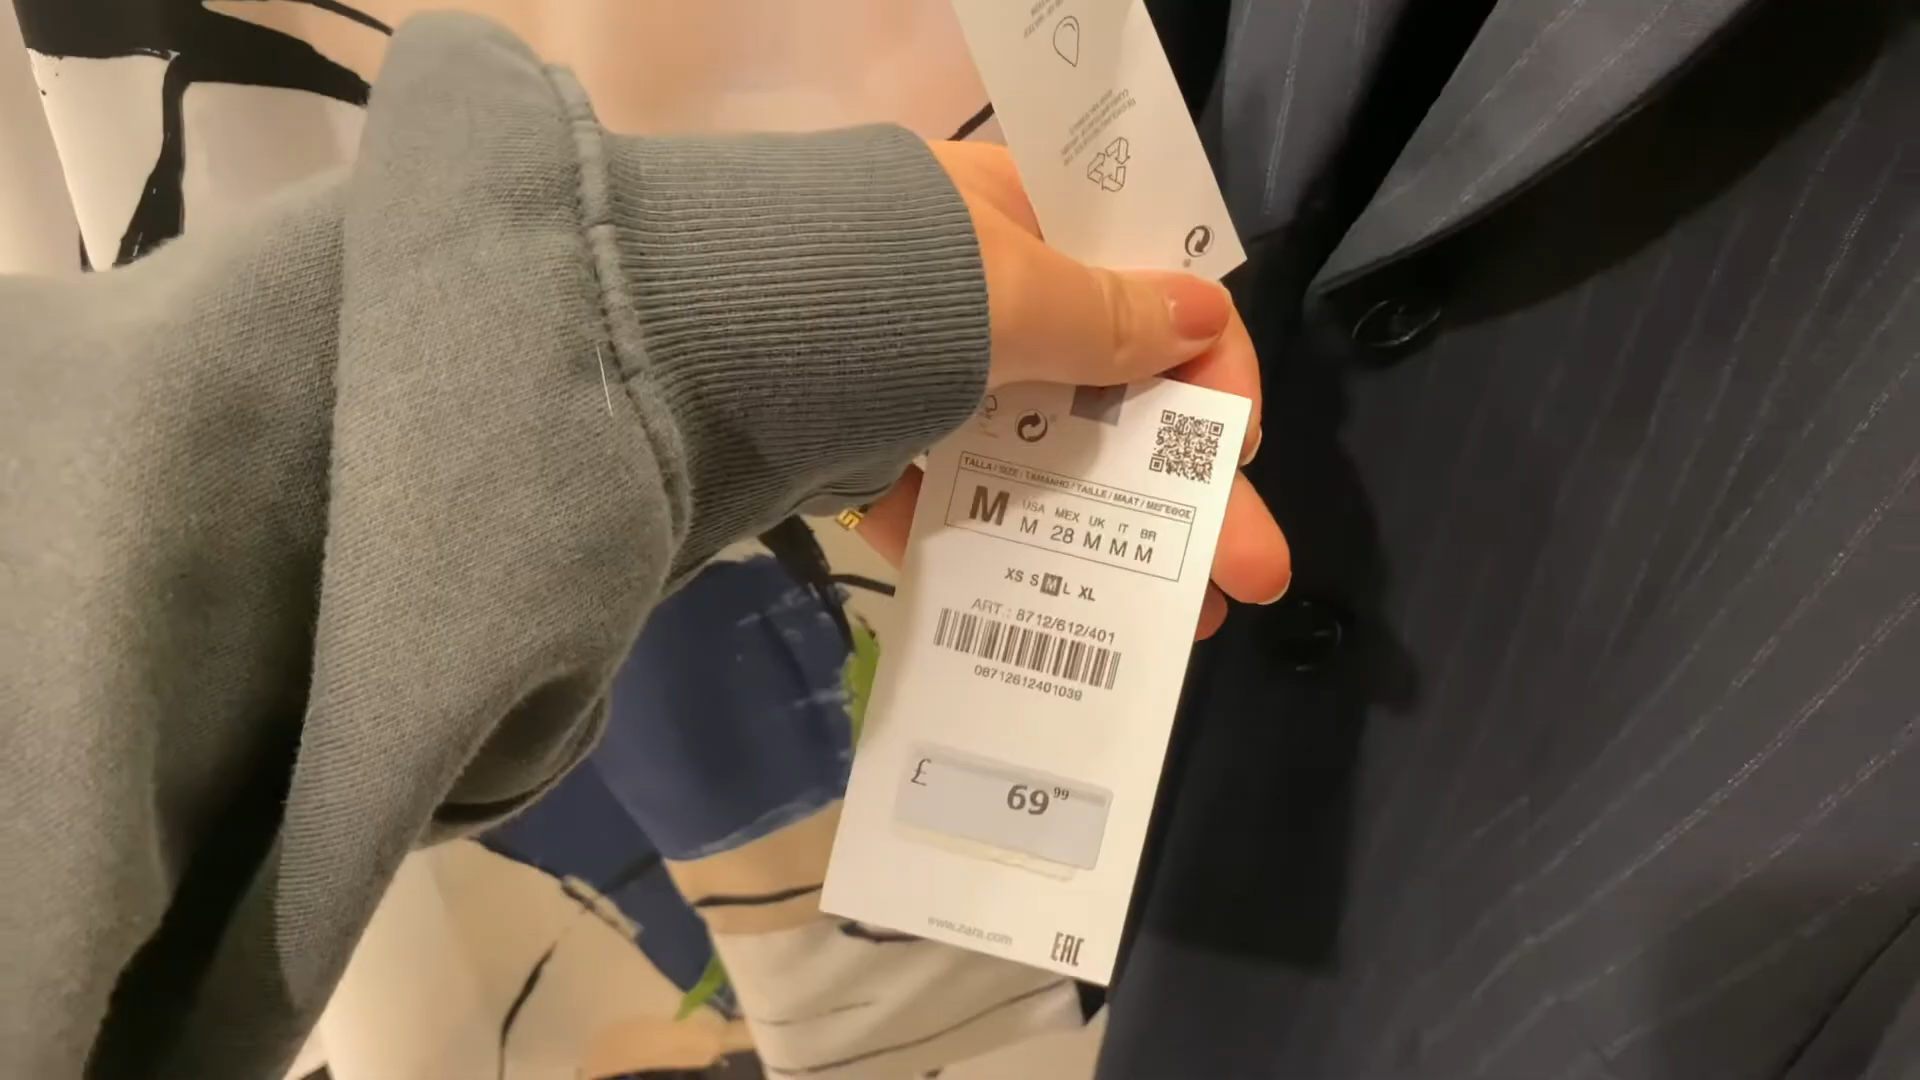 TALLA / SIZE / TAMANHO / TAILLE / MAAT / ΜΕΓΕΘΟΣ
M
USA MEX UK IT BR
M 28 M M M
XS S M L XL
ART.: 8712/612/401
08712612401039
£ 69.99
www.zara.com
EAC